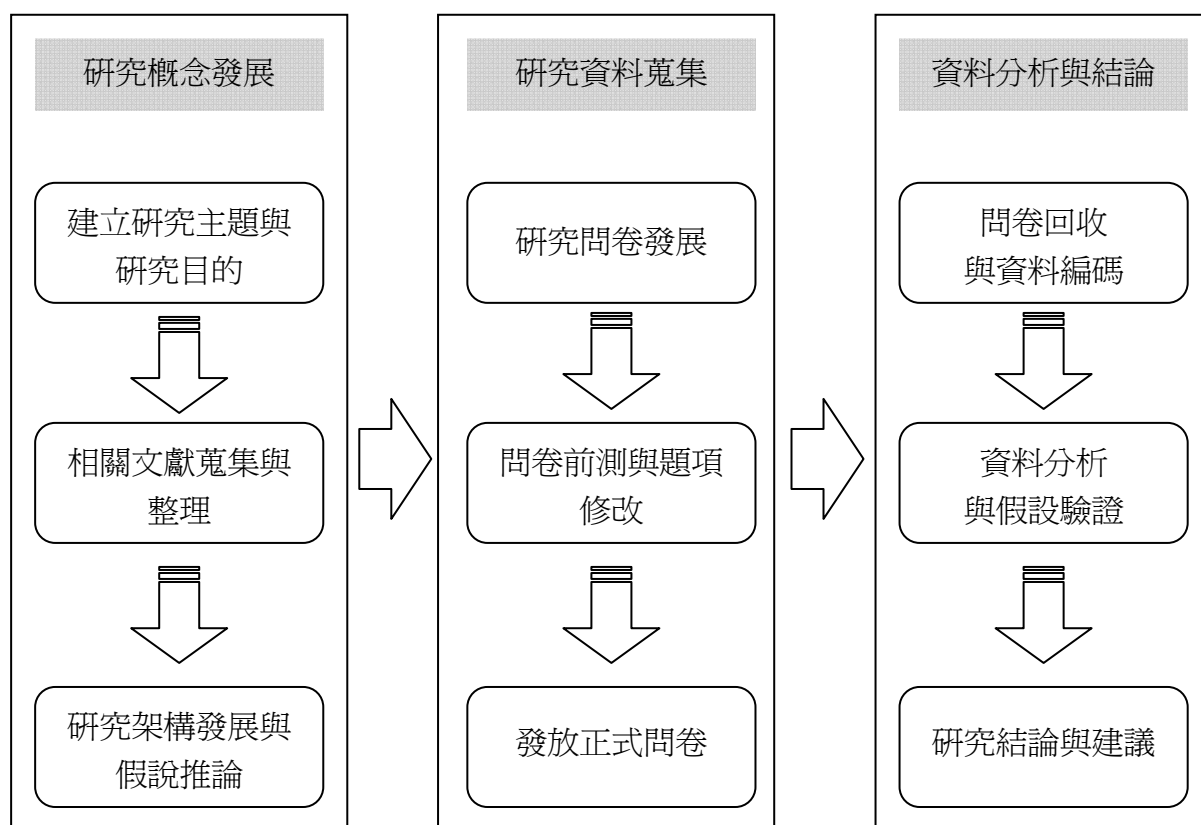 研究概念發展
建立研究主題與
研究目的
相關文獻蒐集與
整理
研究架構發展與
假說推論
研究資料蒐集
研究問卷發展
問卷前測與題項
修改
發放正式問卷
資料分析與結論
問卷回收
與資料編碼
資料分析
與假設驗證
研究結論與建議